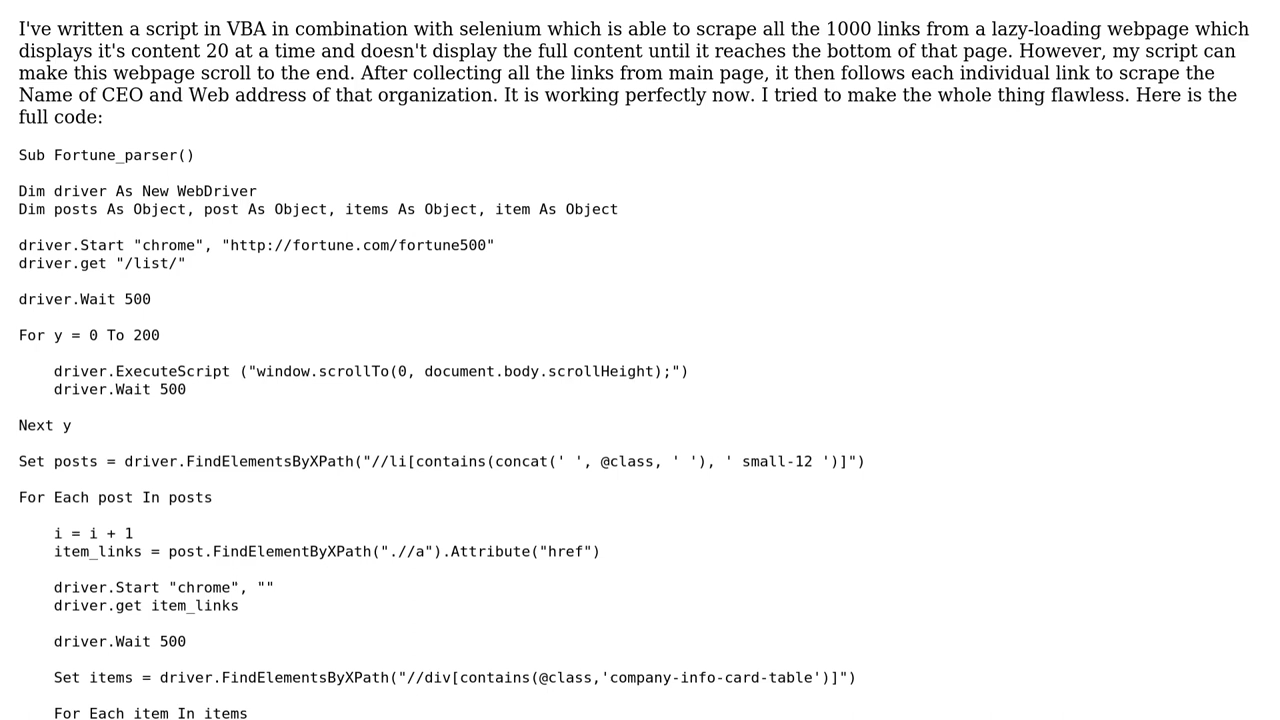 I've written a script in VBA in combination with selenium which is able to scrape all the 1000 links from a lazy-loading webpage which
displays it's content 20 at a time and doesn't display the full content until it reaches the bottom of that page. However, my script can
make this webpage scroll to the end. After collecting all the links from main page, it then follows each individual link to scrape the
Name of CEO and Web address of that organization. It is working perfectly now. I tried to make the whole thing flawless. Here is the
full code:
Sub Fortune_parser()
Dim driver As New WebDriver
Dim posts As Object, post As Object, items As Object, item As Object
driver.Start "chrome", "http://fortune.com/fortune500"
driver.get "/list/"
driver.Wait 500
For y = 0 To 200
driver.ExecuteScript ("window.scrollTo(0, document.body.scrollHeight);")
driver.Wait 500
Next y
Set posts = driver.FindElementsByXPath("//li[contains(concat(' ', @class, ' '), ' small-12 ')]")
For Each post In posts
i = i + 1
item_links = post.FindElementByXPath(".//a").Attribute("href")
driver.Start "chrome", ""
driver.get item_links
driver.Wait 500
Set items = driver.FindElementsByXPath("//div[contains(@class,'company-info-card-table')]")
For Each item In items